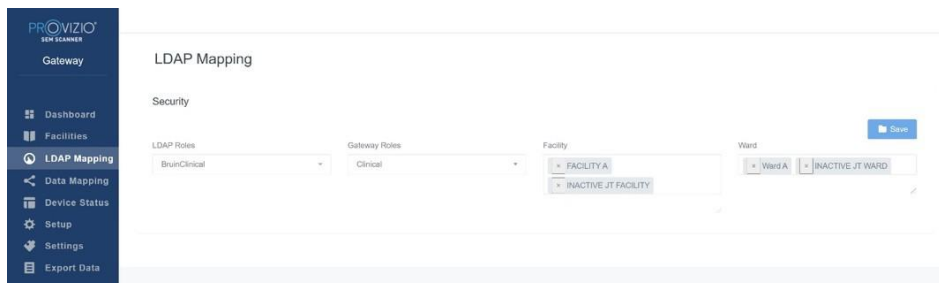 PROVIZIO
SEM SCANNER
Gateway
Dashboard
Facilities
LDAP Mapping
Data Mapping
Device Status
Setup
Settings
Export Data
LDAP Mapping
Security
Save
LDAP Roles
Gateway Roles
Facility
Ward
BruinClinical
Clinical
× FACILITY A
× INACTIVE JT FACILITY
× Ward A × INACTIVE JT WARD